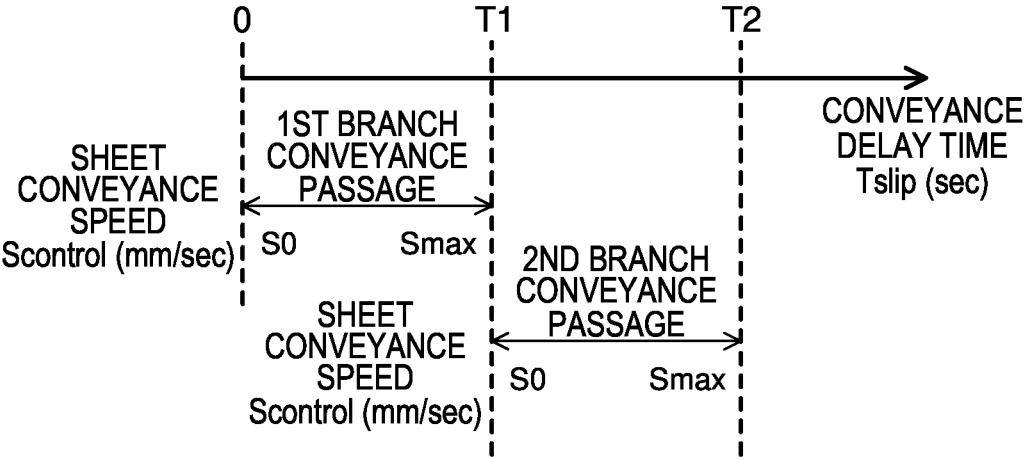 0 T1 T2
CONVEYANCE
DELAY TIME
Tslip (sec)
1ST BRANCH
CONVEYANCE
PASSAGE
SHEET
CONVEYANCE
SPEED
Scontrol (mm/sec)
S0 Smax
2ND BRANCH
CONVEYANCE
PASSAGE
SHEET
CONVEYANCE
SPEED
Scontrol (mm/sec)
S0 Smax